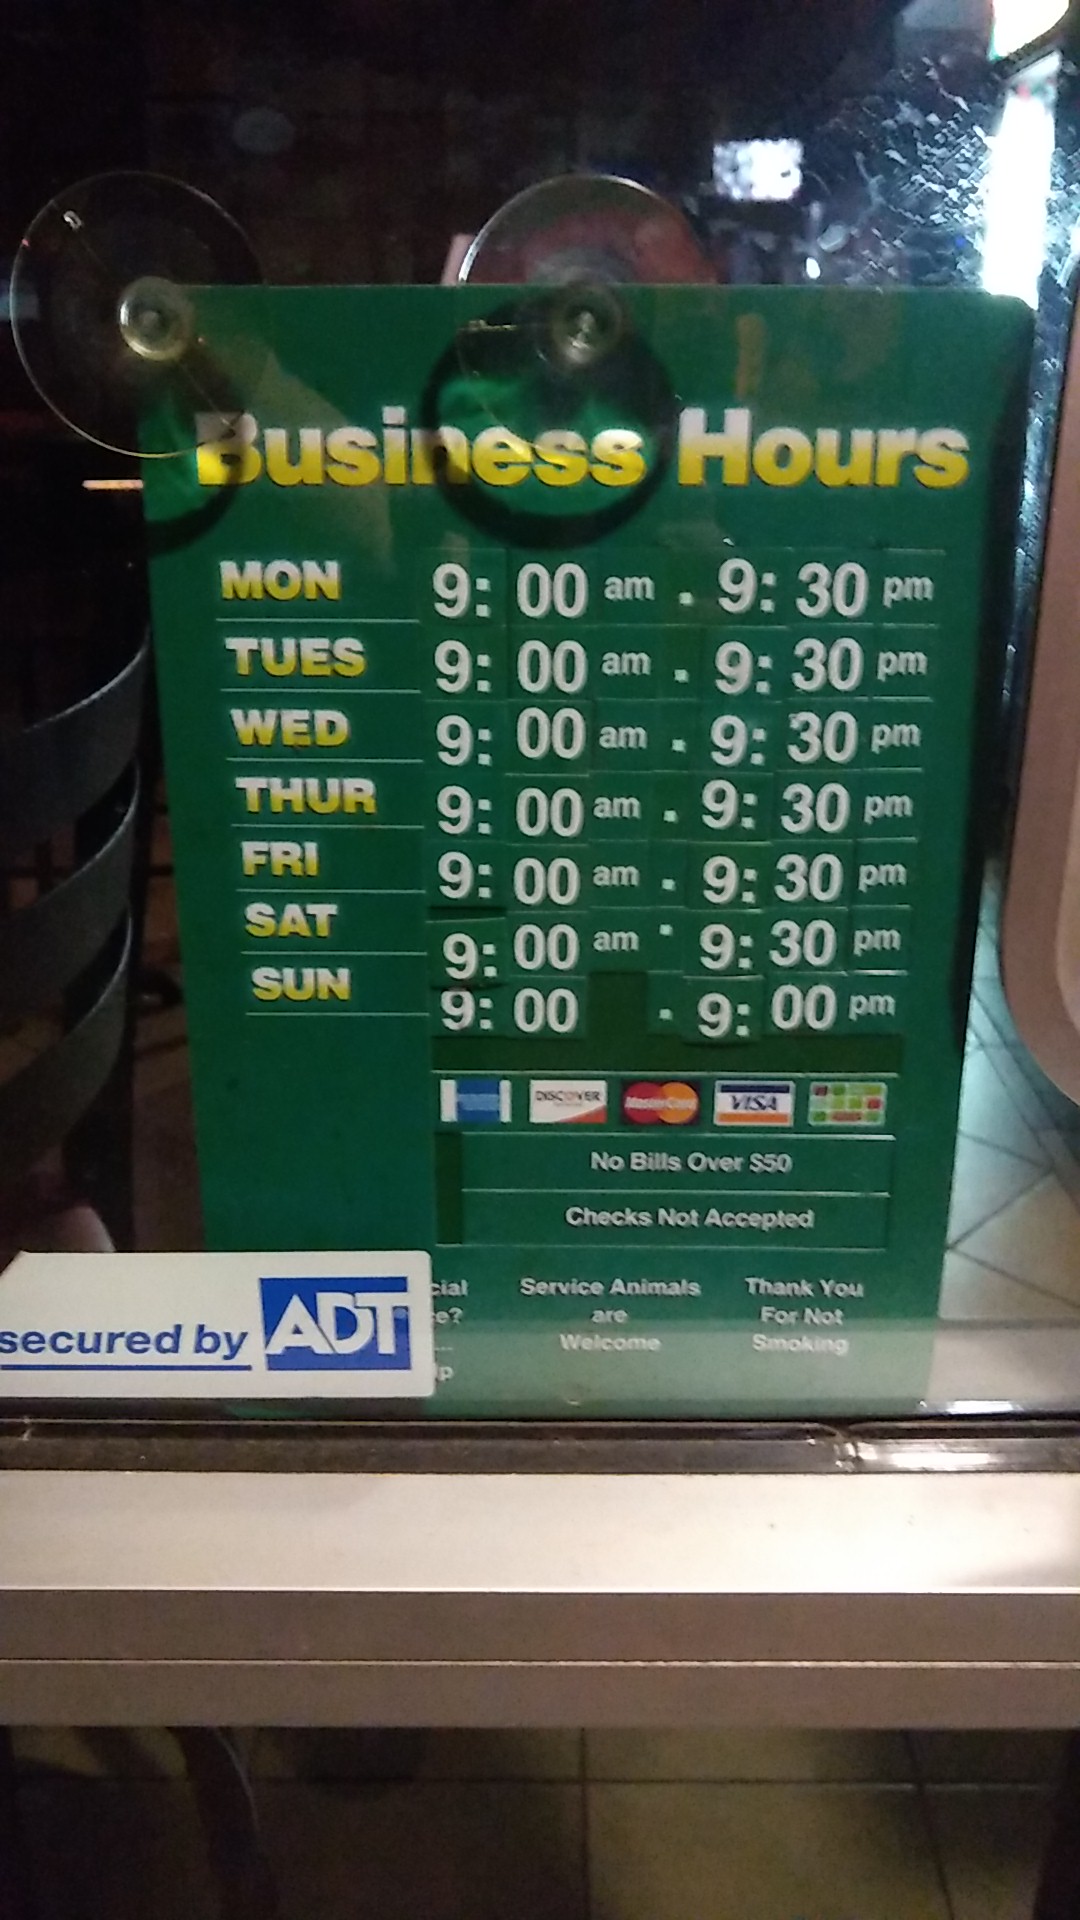 Business Hours
MON 9:00 am - 9:30 pm
TUES 9:00 am - 9:30 pm
WED 9:00 am - 9:30 pm
THUR 9:00 am - 9:30 pm
FRI 9:00 am - 9:30 pm
SAT 9:00 am - 9:30 pm
SUN 9:00 - 9:00 pm
DISCOVER MasterCard VISA
No Bills Over $50
Checks Not Accepted
cial
e?
...
lp
Service Animals
are
Welcome
Thank You
For Not
Smoking
secured by ADT